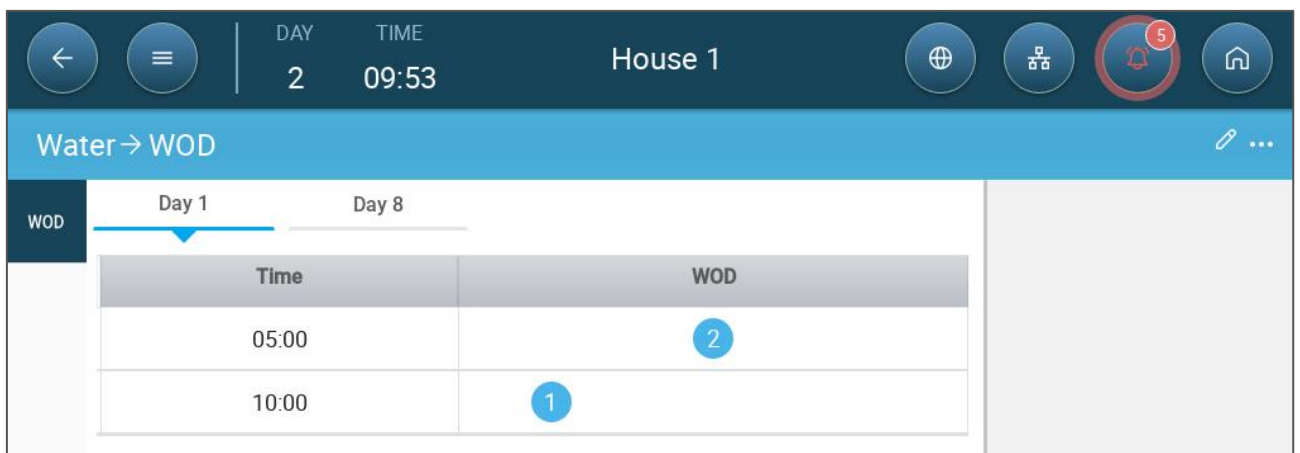 DAY TIME
2 09:53
House 1
5
Water → WOD
WOD
Day 1 Day 8
Time WOD
05:00 2
10:00 1